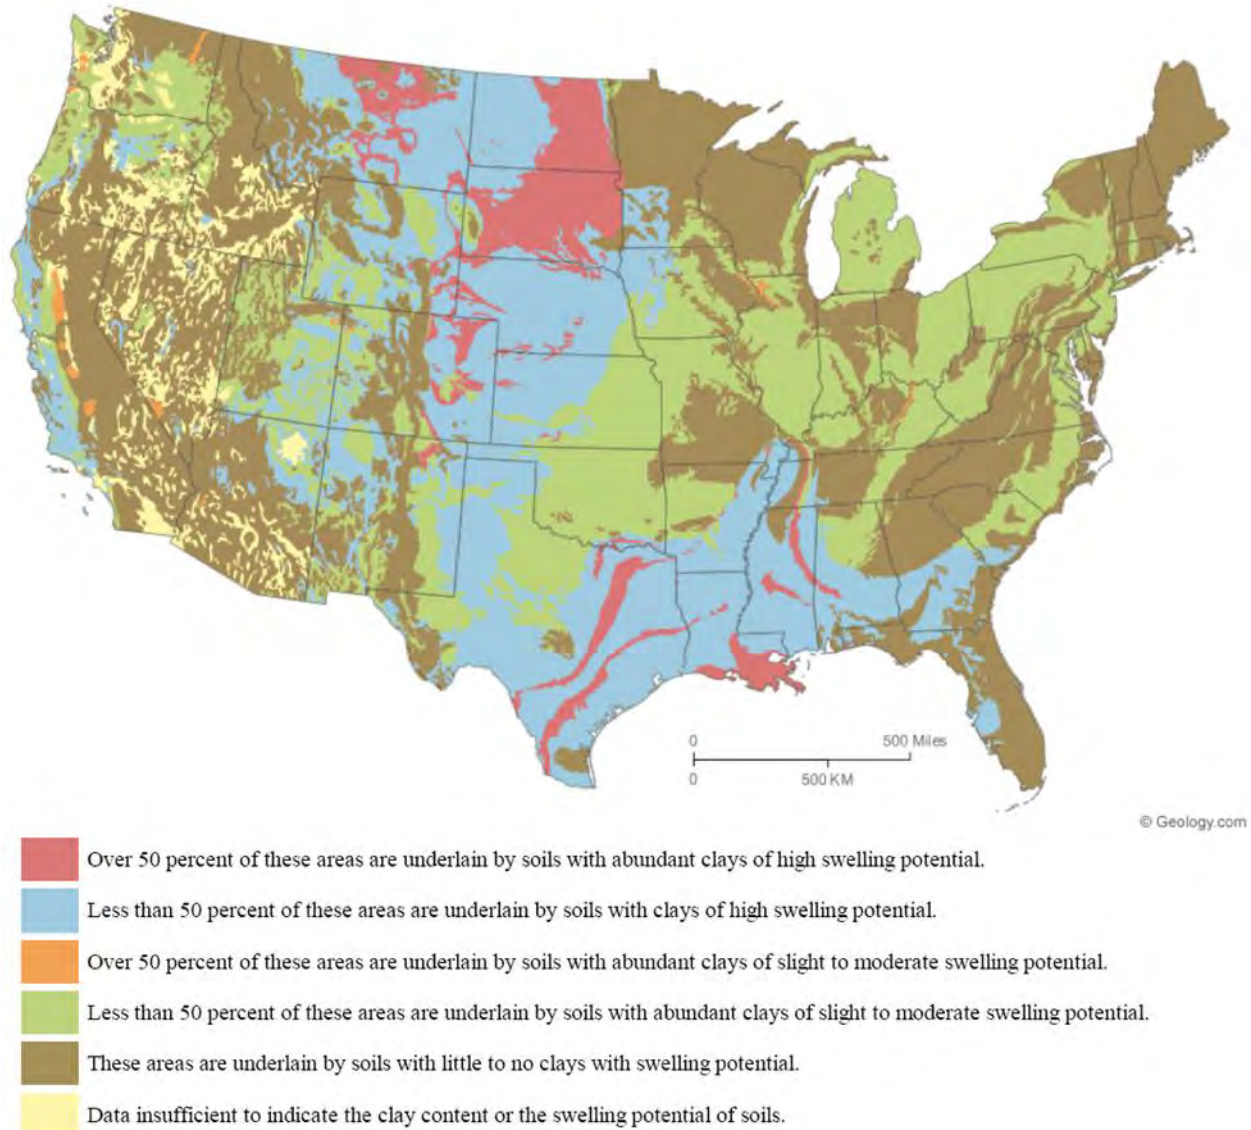 0 500 Miles
0 500 KM
© Geology.com
Over 50 percent of these areas are underlain by soils with abundant clays of high swelling potential.
Less than 50 percent of these areas are underlain by soils with clays of high swelling potential.
Over 50 percent of these areas are underlain by soils with abundant clays of slight to moderate swelling potential.
Less than 50 percent of these areas are underlain by soils with abundant clays of slight to moderate swelling potential.
These areas are underlain by soils with little to no clays with swelling potential.
Data insufficient to indicate the clay content or the swelling potential of soils.